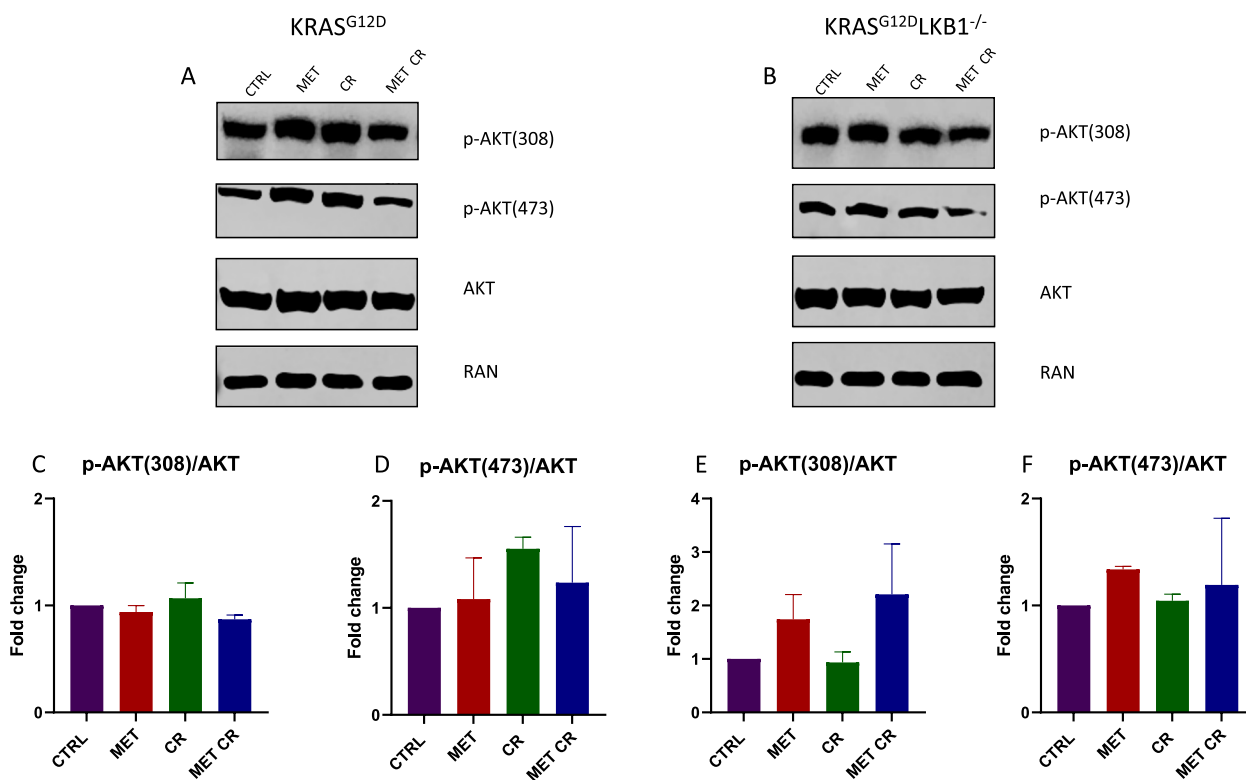 KRAS^G12D
A
CTRL MET CR MET CR
p-AKT(308)
p-AKT(473)
AKT
RAN
KRAS^G12D LKB1^-/-
B
CTRL MET CR MET CR
p-AKT(308)
p-AKT(473)
AKT
RAN
C p-AKT(308)/AKT
Fold change
2
1
0
CTRL MET CR MET CR
D p-AKT(473)/AKT
Fold change
2
1
0
CTRL MET CR MET CR
E p-AKT(308)/AKT
Fold change
4
3
2
1
0
CTRL MET CR MET CR
F p-AKT(473)/AKT
Fold change
2
1
0
CTRL MET CR MET CR